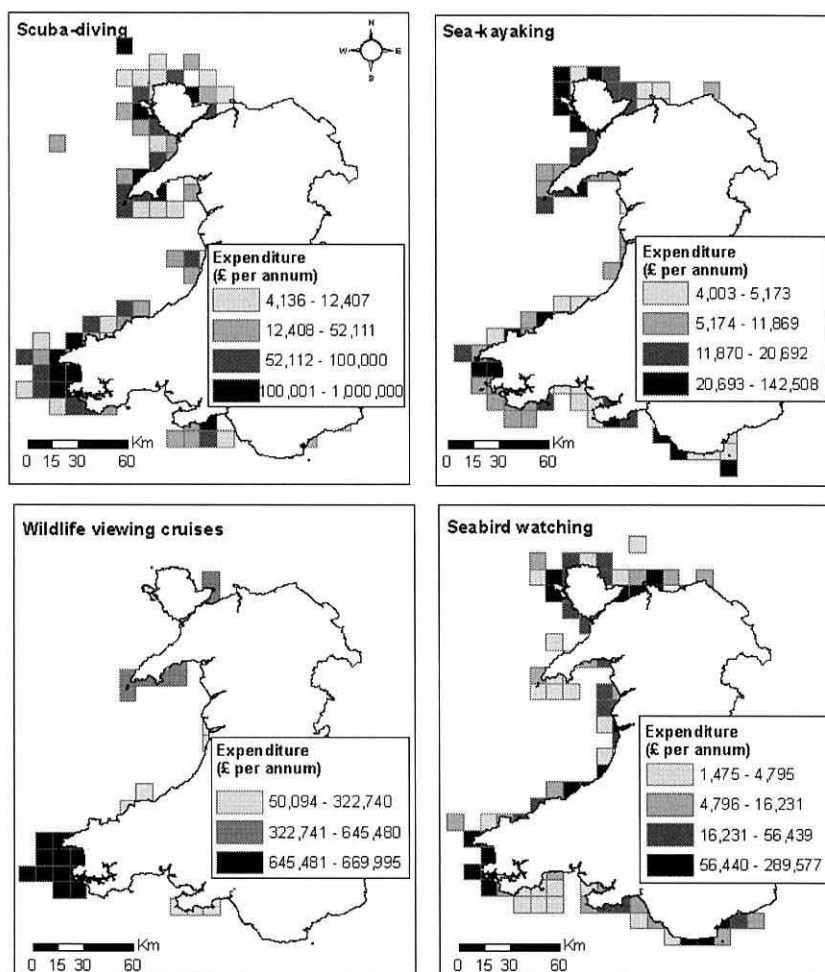 Scuba-diving
N
W E
S
Expenditure
(£ per annum)
4,136 - 12,407
12,408 - 52,111
52,112 - 100,000
100,001 - 1,000,000
Km
0 15 30 60
Sea-kayaking
Expenditure
(£ per annum)
4,003 - 5,173
5,174 - 11,869
11,870 - 20,692
20,693 - 142,508
Km
0 15 30 60
Wildlife viewing cruises
Expenditure
(£ per annum)
50,094 - 322,740
322,741 - 645,480
645,481 - 669,995
Km
0 15 30 60
Seabird watching
Expenditure
(£ per annum)
1,475 - 4,795
4,796 - 16,231
16,231 - 56,439
56,440 - 289,577
Km
0 15 30 60